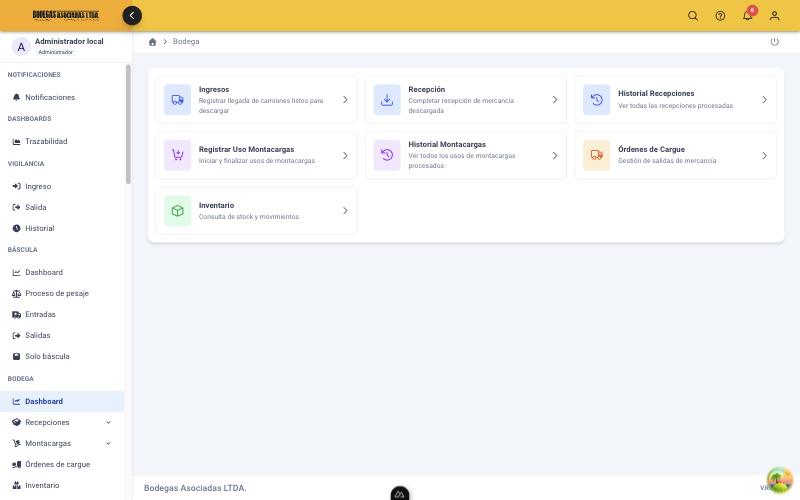 BODEGAS ASOCIADAS LTDA.
6
A
Administrador local
Administrador
Bodega
NOTIFICACIONES
Notificaciones
DASHBOARDS
Trazabilidad
VIGILANCIA
Ingreso
Salida
Historial
BÁSCULA
Dashboard
Proceso de pesaje
Entradas
Salidas
Solo báscula
BODEGA
Dashboard
Recepciones
Montacargas
Órdenes de cargue
Inventario
Ingresos
Registrar llegada de camiones listos para
descargar
Recepción
Completar recepción de mercancía
descargada
Historial Recepciones
Ver todas las recepciones procesadas
Registrar Uso Montacargas
Iniciar y finalizar usos de montacargas
Historial Montacargas
Ver todos los usos de montacargas
procesados
Órdenes de Cargue
Gestión de salidas de mercancía
Inventario
Consulta de stock y movimientos
Bodegas Asociadas LTDA.